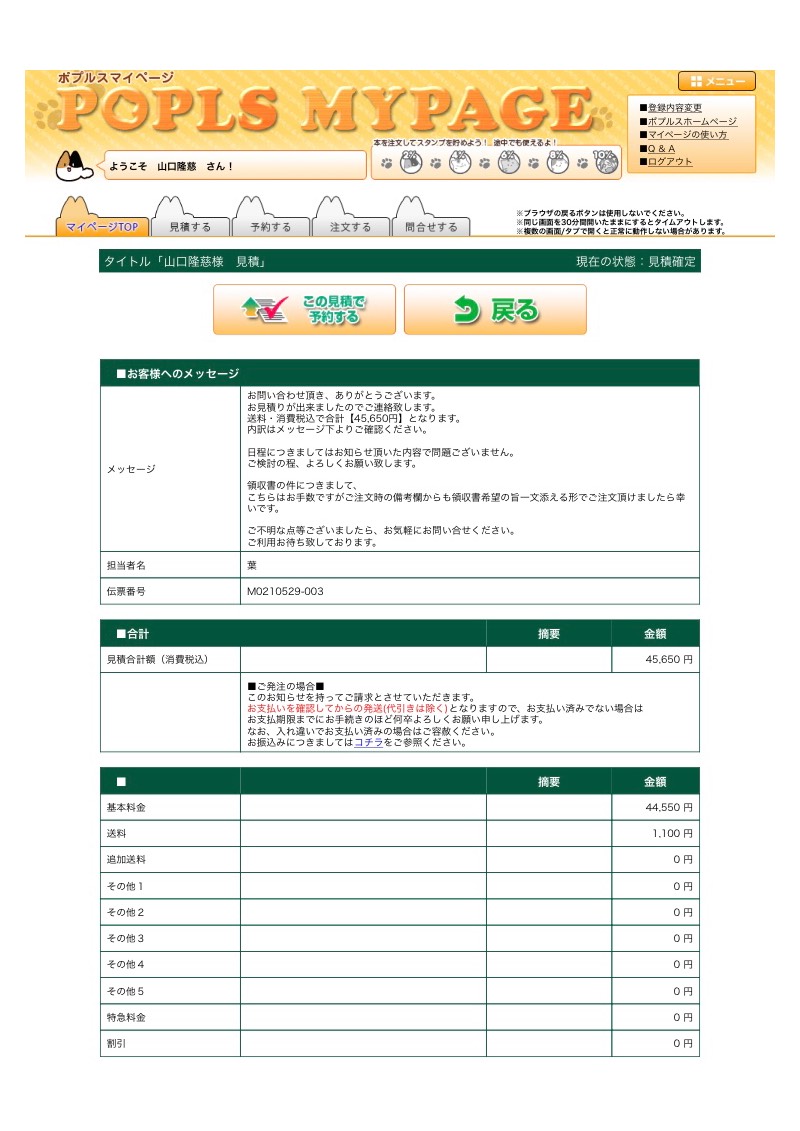 ポプルスマイページ
POPLS MYPAGE
メニュー
■登録内容変更
■ポプルスホームページ
■マイページの使い方
■Q & A
■ログアウト
本を注文してスタンプを貯めよう！ 途中でも使えるよ！
ようこそ　山口隆慈　さん！
マイページTOP
見積する
予約する
注文する
問合せする
※ブラウザの戻るボタンは使用しないでください。
※同じ画面を30分間開いたままにするとタイムアウトします。
※複数の画面/タブで開くと正常に動作しない場合があります。
タイトル「山口隆慈様　見積」 現在の状態：見積確定
この見積で
予約する
戻る
■お客様へのメッセージ
メッセージ
お問い合わせ頂き、ありがとうございます。
お見積りが出来ましたのでご連絡致します。
送料・消費税込で合計【45,650円】となります。
内訳はメッセージ下よりご確認ください。
日程につきましてはお知らせ頂いた内容で問題ございません。
ご検討の程、よろしくお願い致します。
領収書の件につきまして、
こちらはお手数ですがご注文時の備考欄からも領収書希望の旨一文添える形でご注文頂けましたら幸
いです。
ご不明な点等ございましたら、お気軽にお問い合せください。
ご利用お待ち致しております。
担当者名 葉
伝票番号 M0210529-003
■合計 摘要 金額
見積合計額（消費税込） 45,650 円
■ご発注の場合■
このお知らせを持ってご請求とさせていただきます。
お支払いを確認してからの発送(代引きは除く)となりますので、お支払い済みでない場合は
お支払期限までにお手続きのほど何卒よろしくお願い申し上げます。
なお、入れ違いでお支払い済みの場合はご容赦ください。
お振込みにつきましてはコチラをご参照ください。
■ 摘要 金額
基本料金 44,550 円
送料 1,100 円
追加送料 0 円
その他１ 0 円
その他２ 0 円
その他３ 0 円
その他４ 0 円
その他５ 0 円
特急料金 0 円
割引 0 円